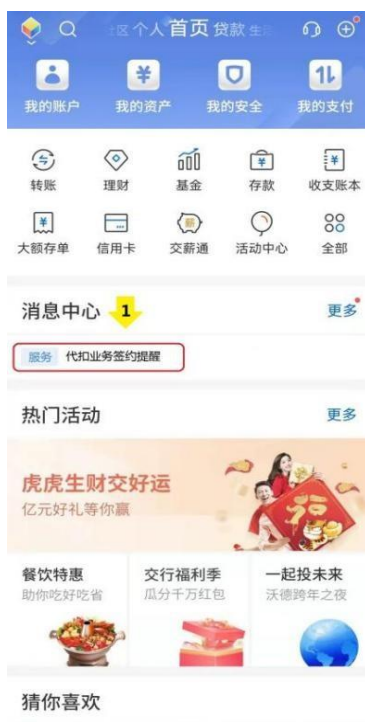 区 个人 首页 贷款 生
我的账户 我的资产 我的安全 我的支付
转账 理财 基金 存款 收支账本
大额存单 信用卡 交薪通 活动中心 全部
消息中心 1 更多
服务 代扣业务签约提醒
热门活动 更多
虎虎生财交好运
亿元好礼等你赢
餐饮特惠 交行福利季 一起投未来
助你吃好吃省 瓜分千万红包 沃德跨年之夜
猜你喜欢